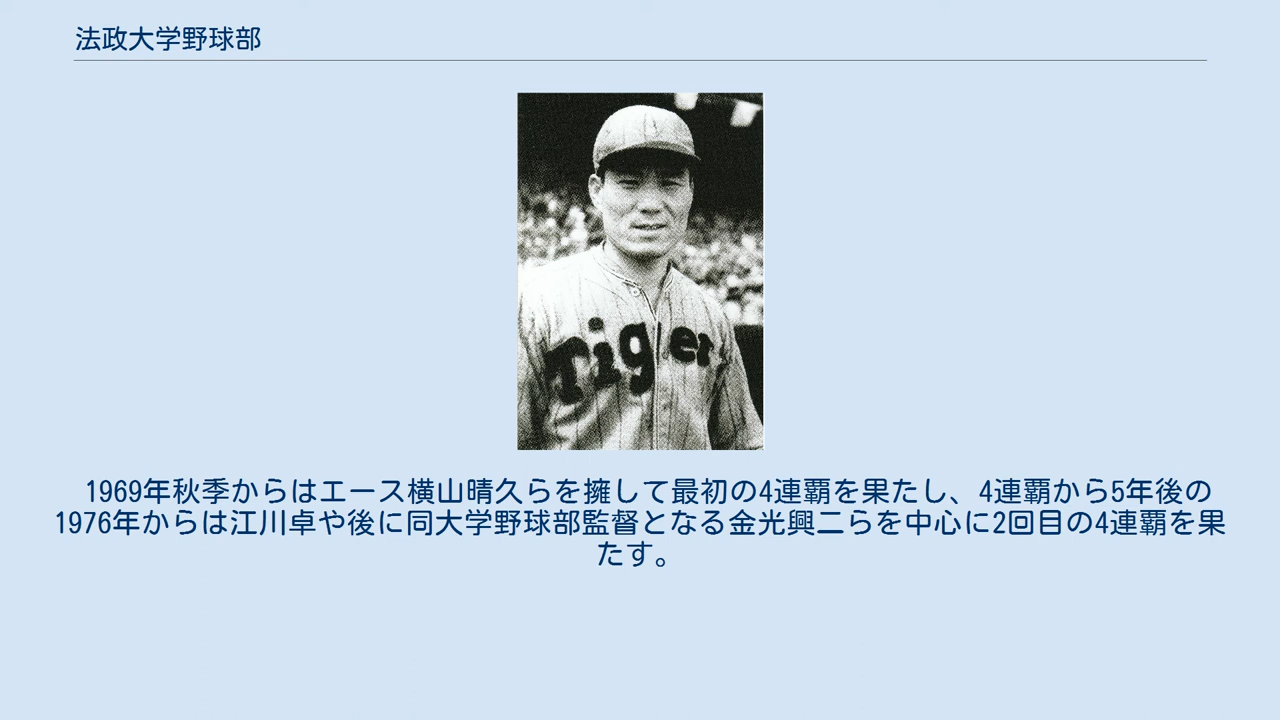 法政大学野球部
Tiger
1969年秋季からはエース横山晴久らを擁して最初の4連覇を果たし、4連覇から5年後の
1976年からは江川卓や後に同大学野球部監督となる金光興二らを中心に2回目の4連覇を果
たす。